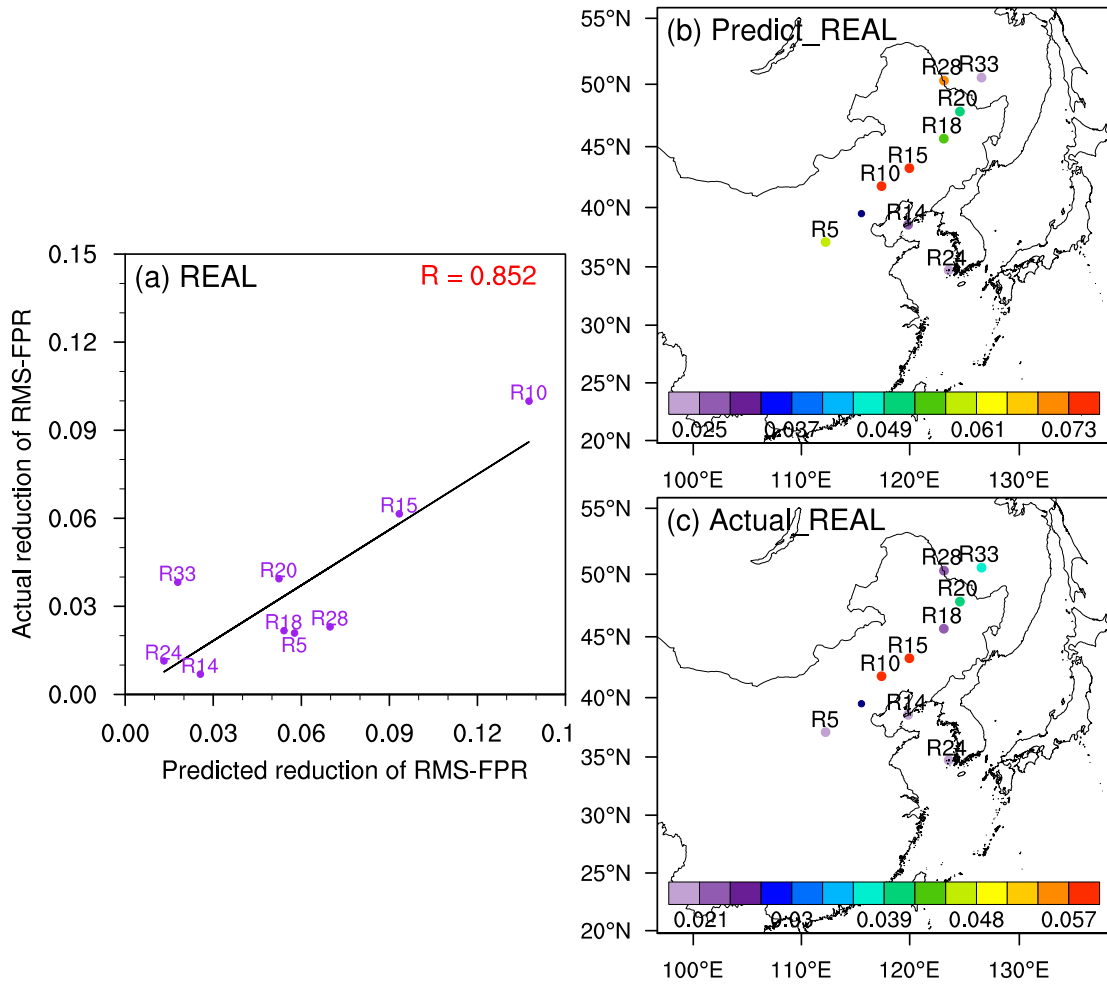 (a) REAL
R = 0.852
Actual reduction of RMS-FPR
0.15
0.12
0.09
0.06
0.03
0.00
R10
R15
R33
R20
R18
R28
R5
R24
R14
0.00 0.03 0.06 0.09 0.12 0.1
Predicted reduction of RMS-FPR
(b) Predict_REAL
55°N
50°N
45°N
40°N
35°N
30°N
25°N
20°N
R28 R33
R20
R18
R15
R10
R14
R5
R24
0.025 0.037 0.049 0.061 0.073
100°E 110°E 120°E 130°E
(c) Actual_REAL
55°N
50°N
45°N
40°N
35°N
30°N
25°N
20°N
R28 R33
R20
R18
R15
R10
R14
R5
R24
0.021 0.03 0.039 0.048 0.057
100°E 110°E 120°E 130°E